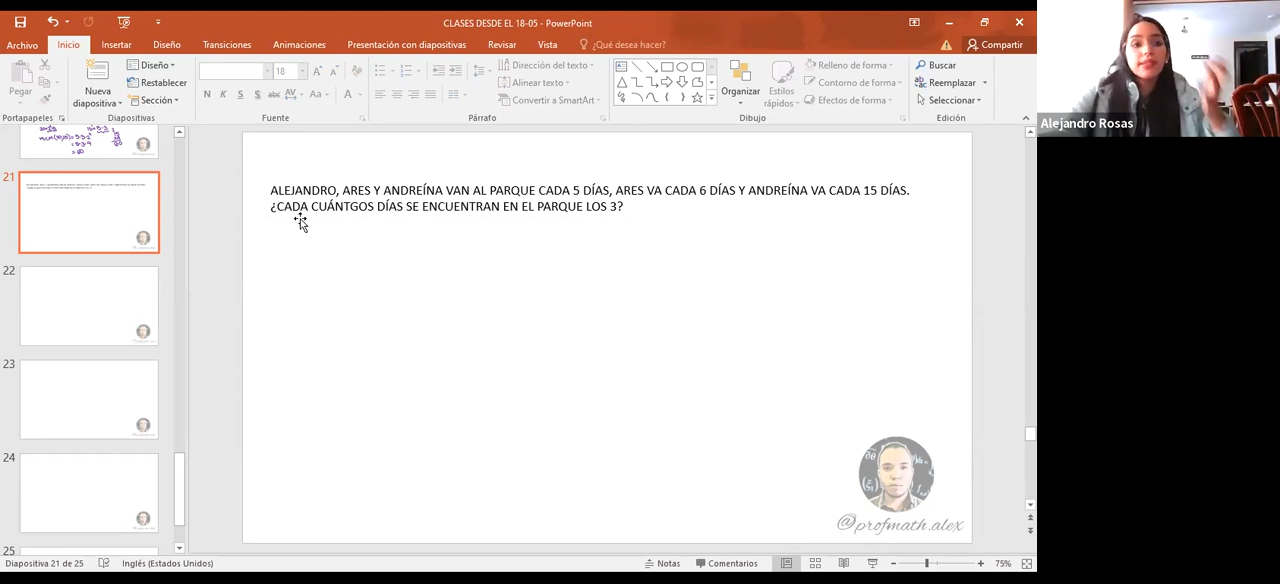 CLASES DESDE EL 18-05 - PowerPoint
Archivo Inicio Insertar Diseño Transiciones Animaciones Presentación con diapositivas Revisar Vista ¿Qué desea hacer? Compartir
Pegar
Nueva diapositiva
Diseño
Restablecer
Sección
18
N K S S abc AV Aa A
Dirección del texto
Alinear texto
Convertir a SmartArt
Organizar
Estilos rápidos
Relleno de forma
Contorno de forma
Efectos de forma
Buscar
Reemplazar
Seleccionar
Portapapeles Diapositivas Fuente Párrafo Dibujo Edición
Alejandro Rosas
21
22
23
24
25
ALEJANDRO, ARES Y ANDREÍNA VAN AL PARQUE CADA 5 DÍAS, ARES VA CADA 6 DÍAS Y ANDREÍNA VA CADA 15 DÍAS.
¿CADA CUÁNTGOS DÍAS SE ENCUENTRAN EN EL PARQUE LOS 3?
@profmath.alex
Diapositiva 21 de 25 Inglés (Estados Unidos) Notas Comentarios 75%